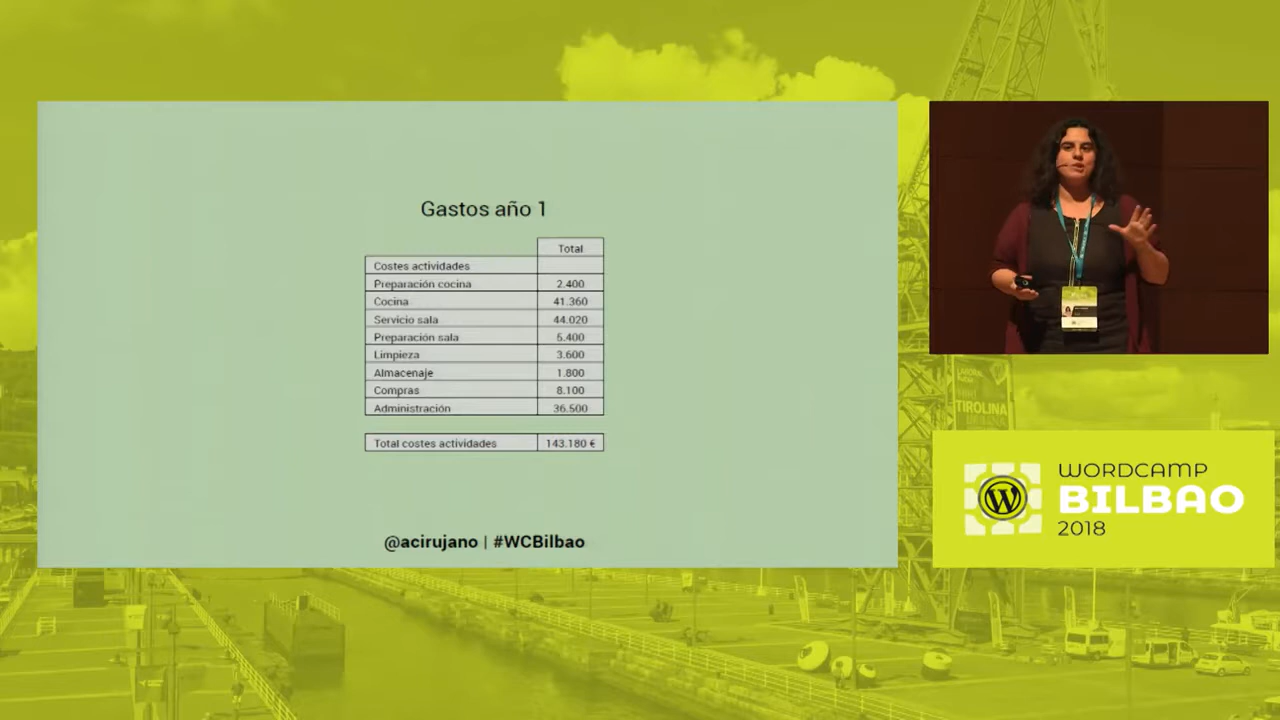 Gastos año 1
Total
Costes actividades
Preparación cocina 2.400
Cocina 41.360
Servicio sala 44.020
Preparación sala 5.400
Limpieza 3.600
Almacenaje 1.800
Compras 8.100
Administración 36.500
Total costes actividades 143.180 €
@acirujano | #WCBilbao
TIROLINA
WORDCAMP
BILBAO
2018